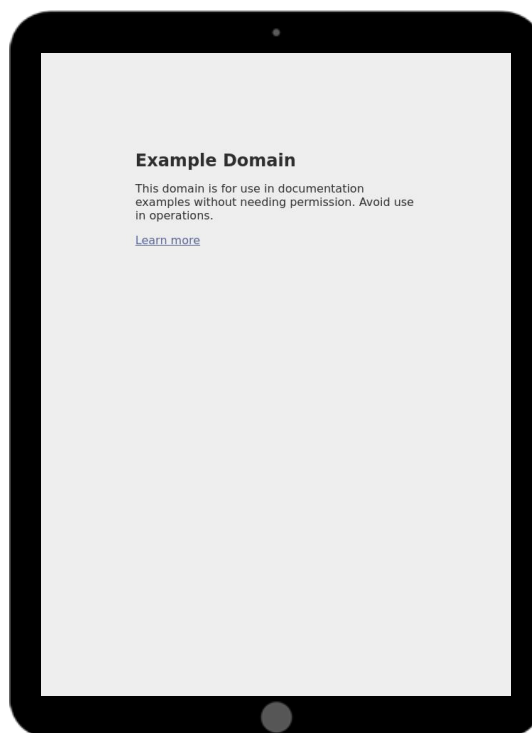 Example Domain
This domain is for use in documentation
examples without needing permission. Avoid use
in operations.
Learn more